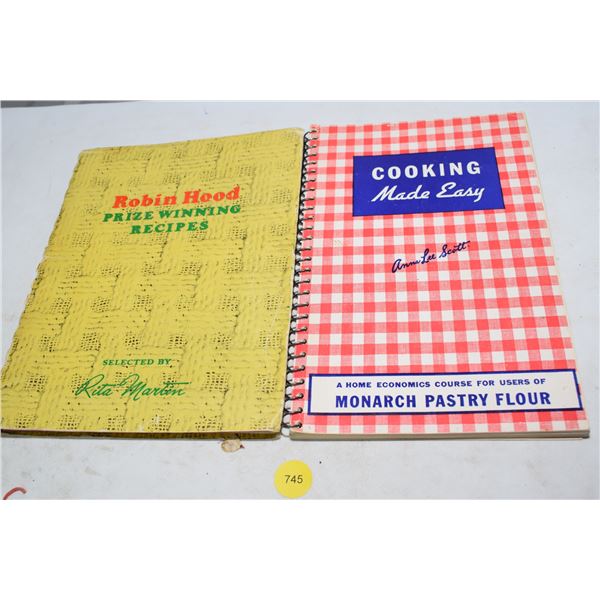 Robin Hood
PRIZE WINNING
RECIPES
SELECTED BY
Rita Martin
COOKING
Made Easy
Anna Lee Scott
A HOME ECONOMICS COURSE FOR USERS OF
MONARCH PASTRY FLOUR
745